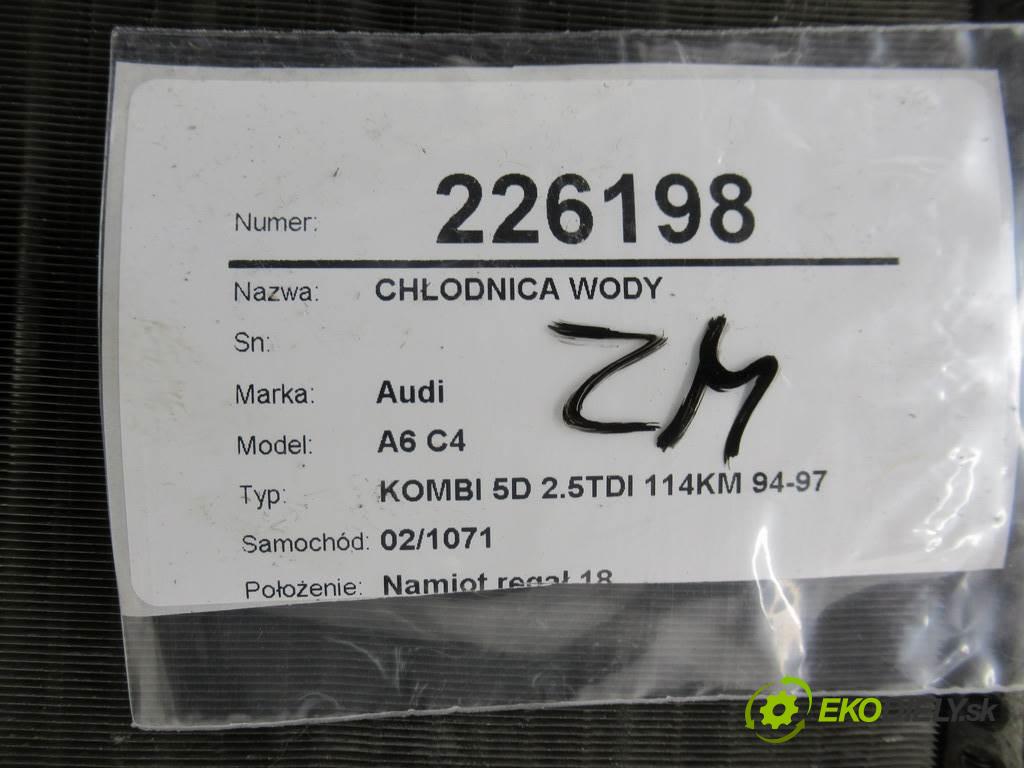 Numer: 226198
Nazwa: CHŁODNICA WODY
Sn:
Marka: Audi
Model: A6 C4
Typ: KOMBI 5D 2.5TDI 114KM 94-97
Samochód: 02/1071
Położenie: Namiot regał 18
ZM
EKODIELY.sk